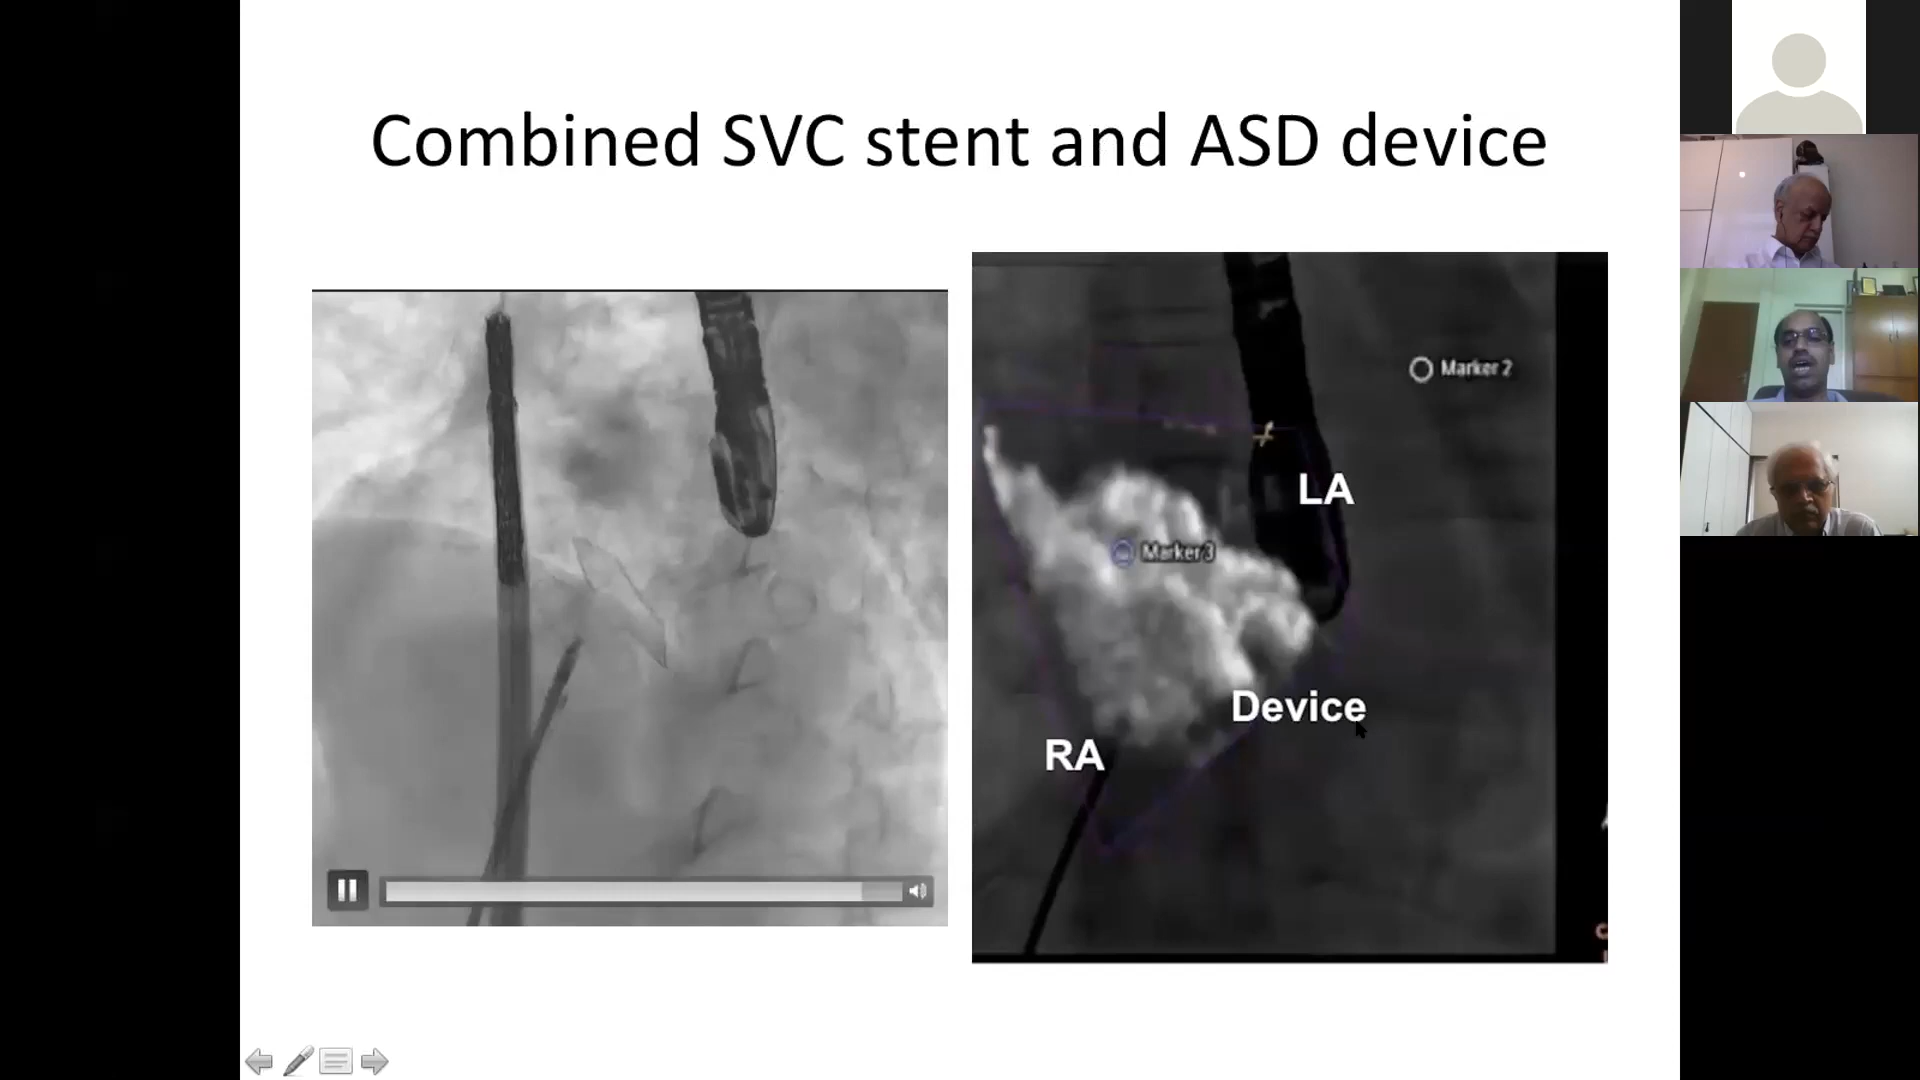 Combined SVC stent and ASD device
Marker 2
LA
Marker 3
Device
RA